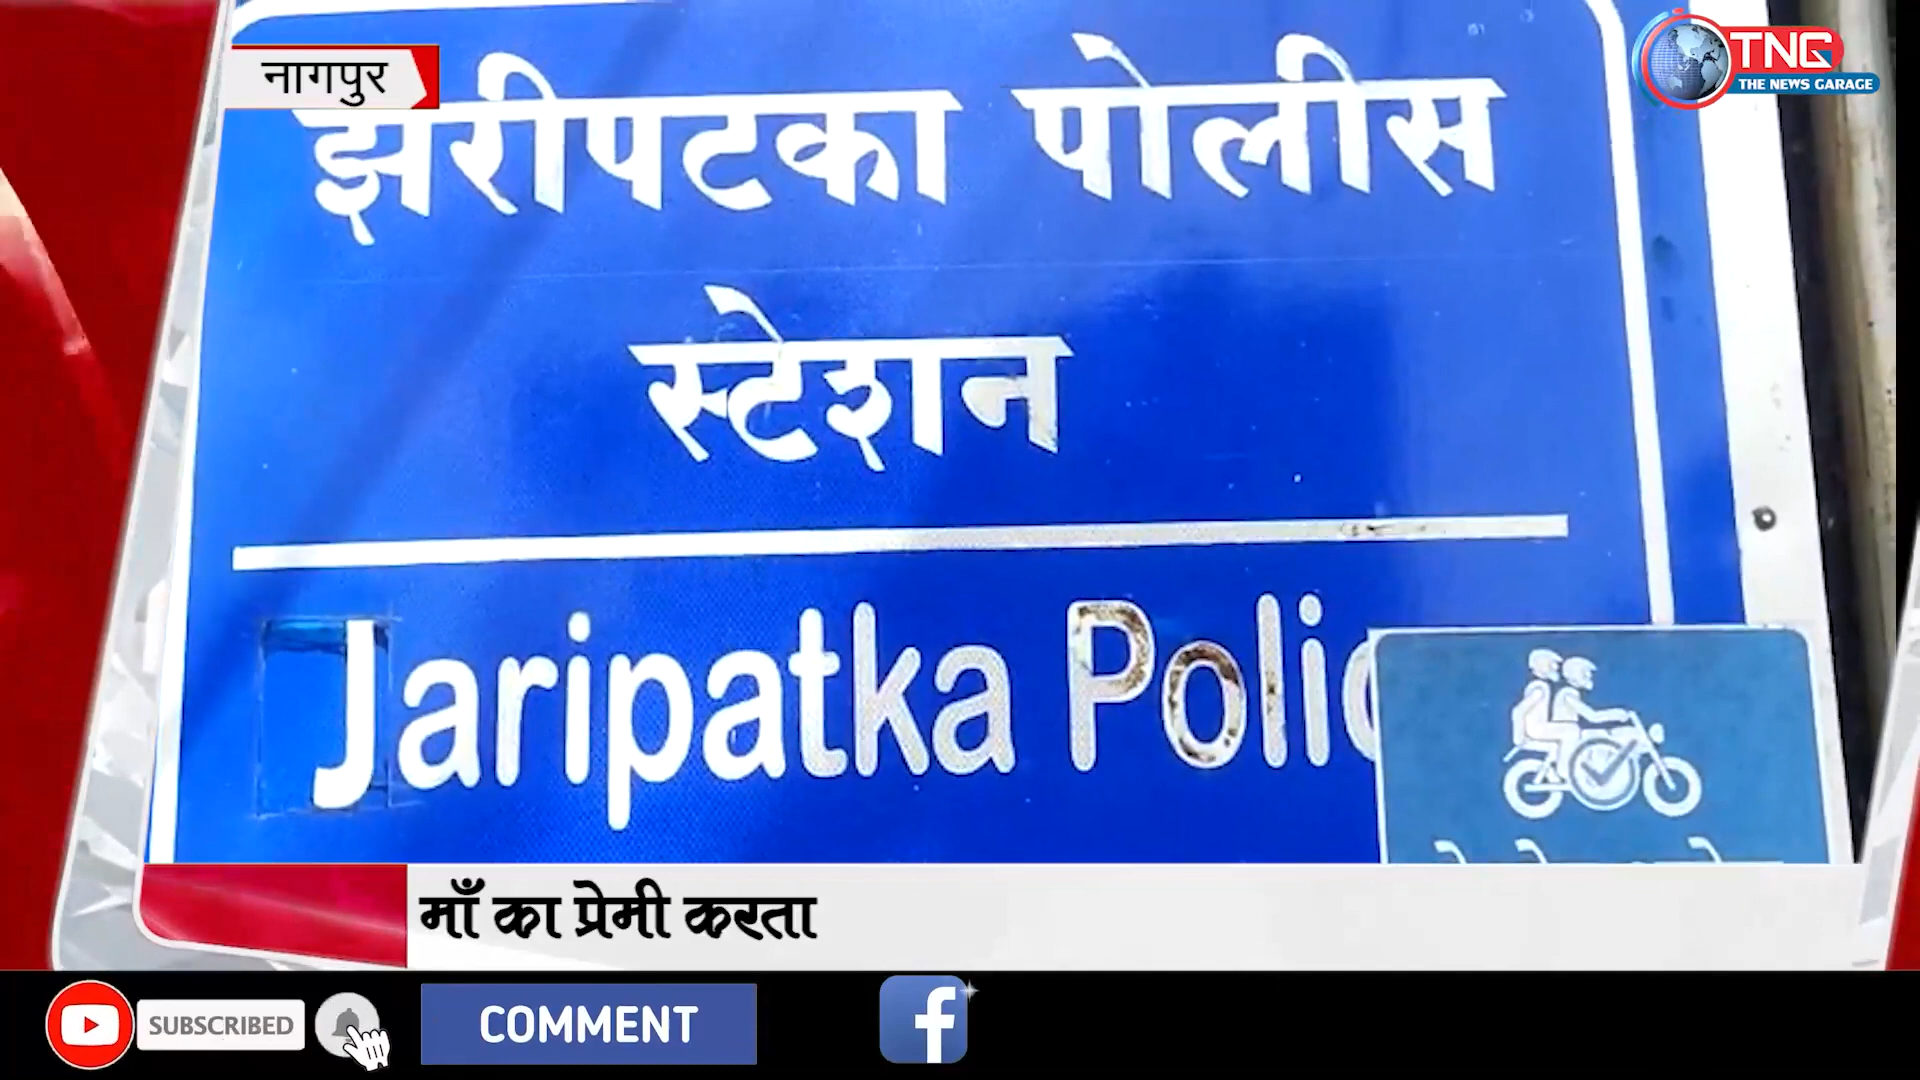 नागपुर
TNG
THE NEWS GARAGE
झरीपटका पोलीस
स्टेशन
Jaripatka Polic
माँ का प्रेमी करता
SUBSCRIBED
COMMENT
f